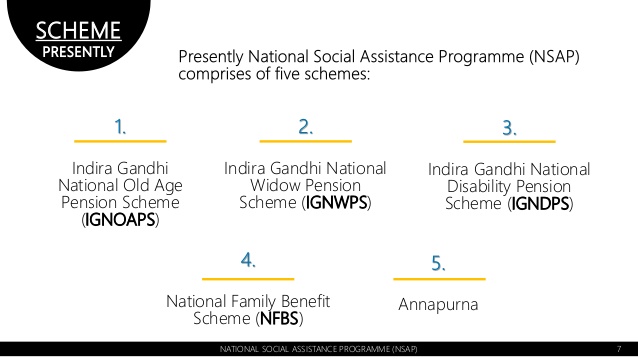 SCHEME
PRESENTLY
Presently National Social Assistance Programme (NSAP)
comprises of five schemes:
1.
Indira Gandhi
National Old Age
Pension Scheme
(IGNOAPS)
2.
Indira Gandhi National
Widow Pension
Scheme (IGNWPS)
3.
Indira Gandhi National
Disability Pension
Scheme (IGNDPS)
4.
National Family Benefit
Scheme (NFBS)
5.
Annapurna
NATIONAL SOCIAL ASSISTANCE PROGRAMME (NSAP)
7